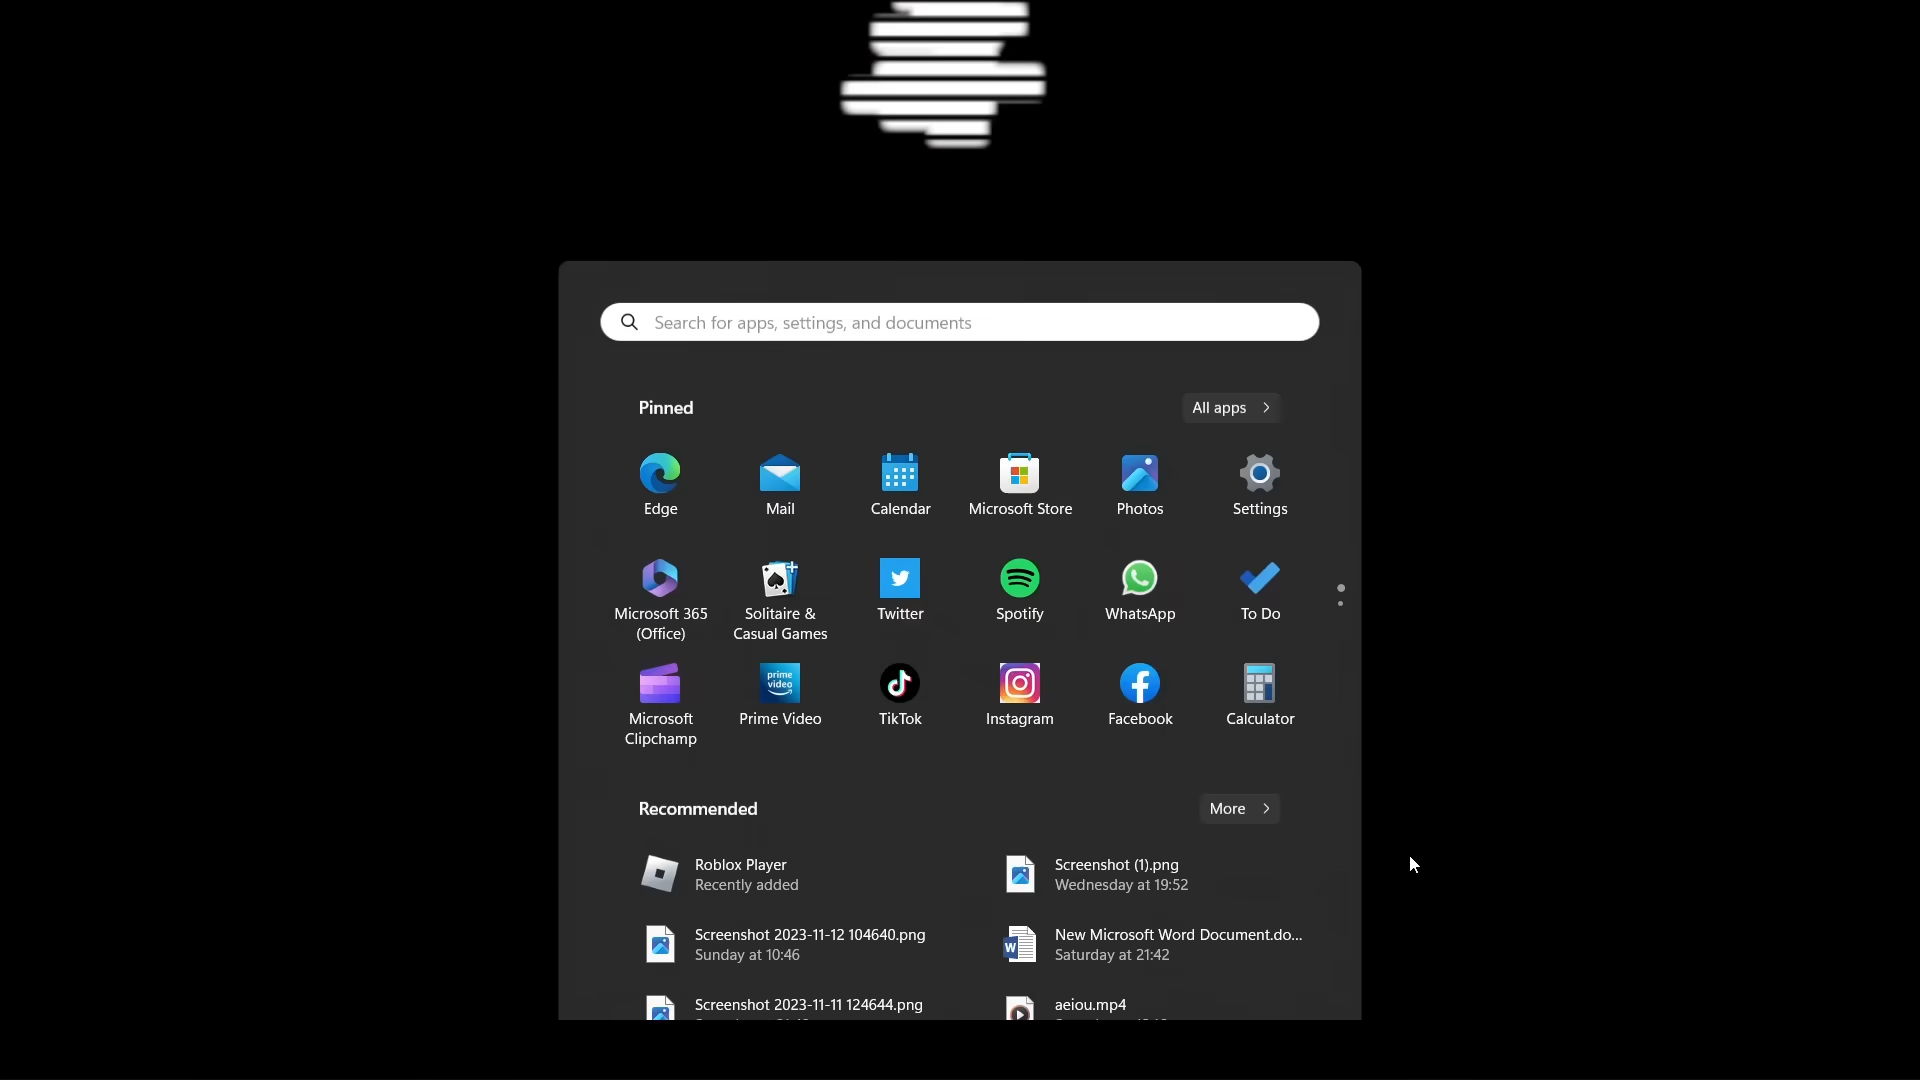 Search for apps, settings, and documents
Pinned
All apps
Edge
Mail
Calendar
Microsoft Store
Photos
Settings
Microsoft 365
(Office)
Solitaire &
Casual Games
Twitter
Spotify
WhatsApp
To Do
prime
video
Microsoft
Clipchamp
Prime Video
TikTok
Instagram
Facebook
Calculator
Recommended
More
Roblox Player
Recently added
Screenshot (1).png
Wednesday at 19:52
Screenshot 2023-11-12 104640.png
Sunday at 10:46
W
New Microsoft Word Document.do...
Saturday at 21:42
Screenshot 2023-11-11 124644.png
aeiou.mp4